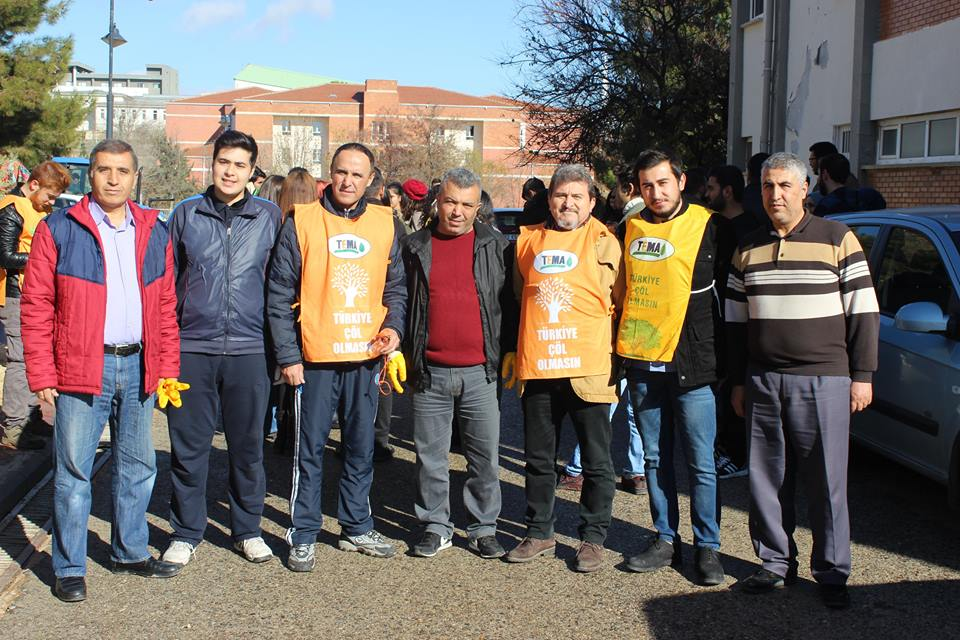 TEMA
TÜRKİYE
ÇÖL
OLMASIN
TEMA
TÜRKİYE
ÇÖL
OLMASIN
TEMA
TÜRKİYE
ÇÖL
OLMASIN